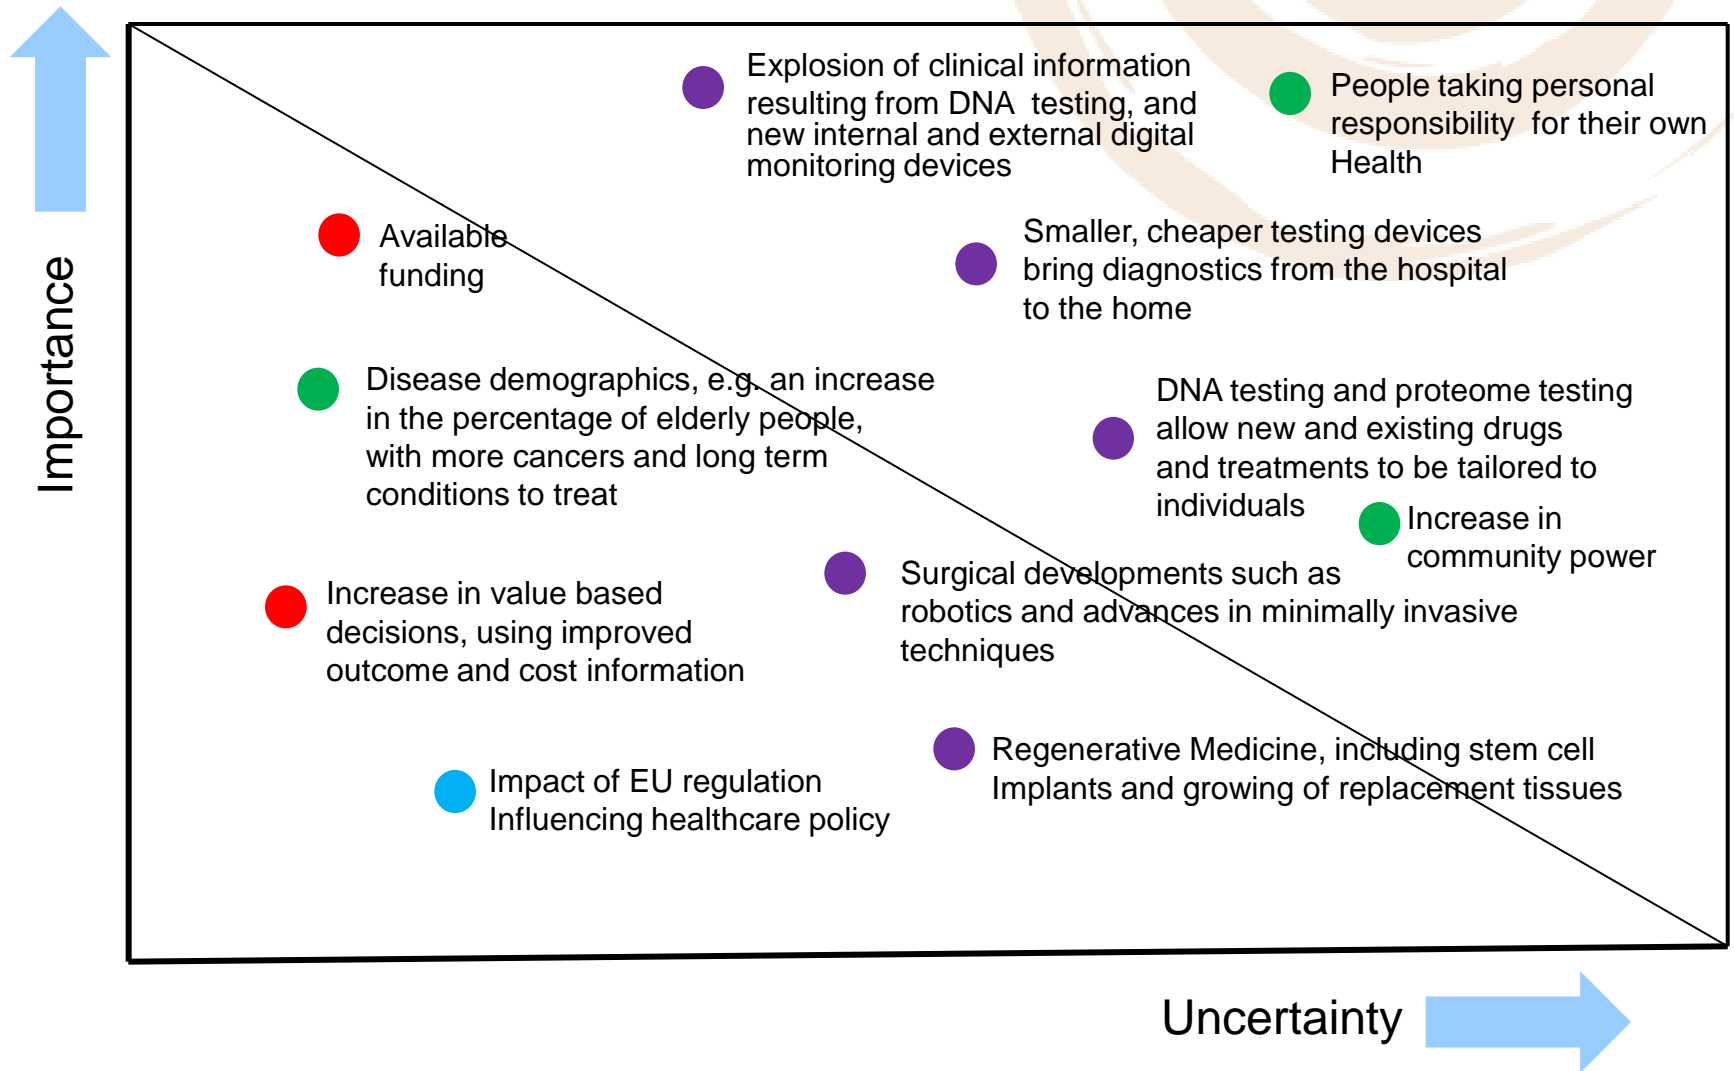 Explosion of clinical information
resulting from DNA testing, and
new internal and external digital
monitoring devices
People taking personal
responsibility for their own
Health
Available
funding
Smaller, cheaper testing devices
bring diagnostics from the hospital
to the home
Importance
Disease demographics, e.g. an increase
in the percentage of elderly people,
with more cancers and long term
conditions to treat
DNA testing and proteome testing
allow new and existing drugs
and treatments to be tailored to
individuals
Increase in
community power
Increase in value based
decisions, using improved
outcome and cost information
Surgical developments such as
robotics and advances in minimally invasive
techniques
Regenerative Medicine, including stem cell
Implants and growing of replacement tissues
Impact of EU regulation
Influencing healthcare policy
Uncertainty